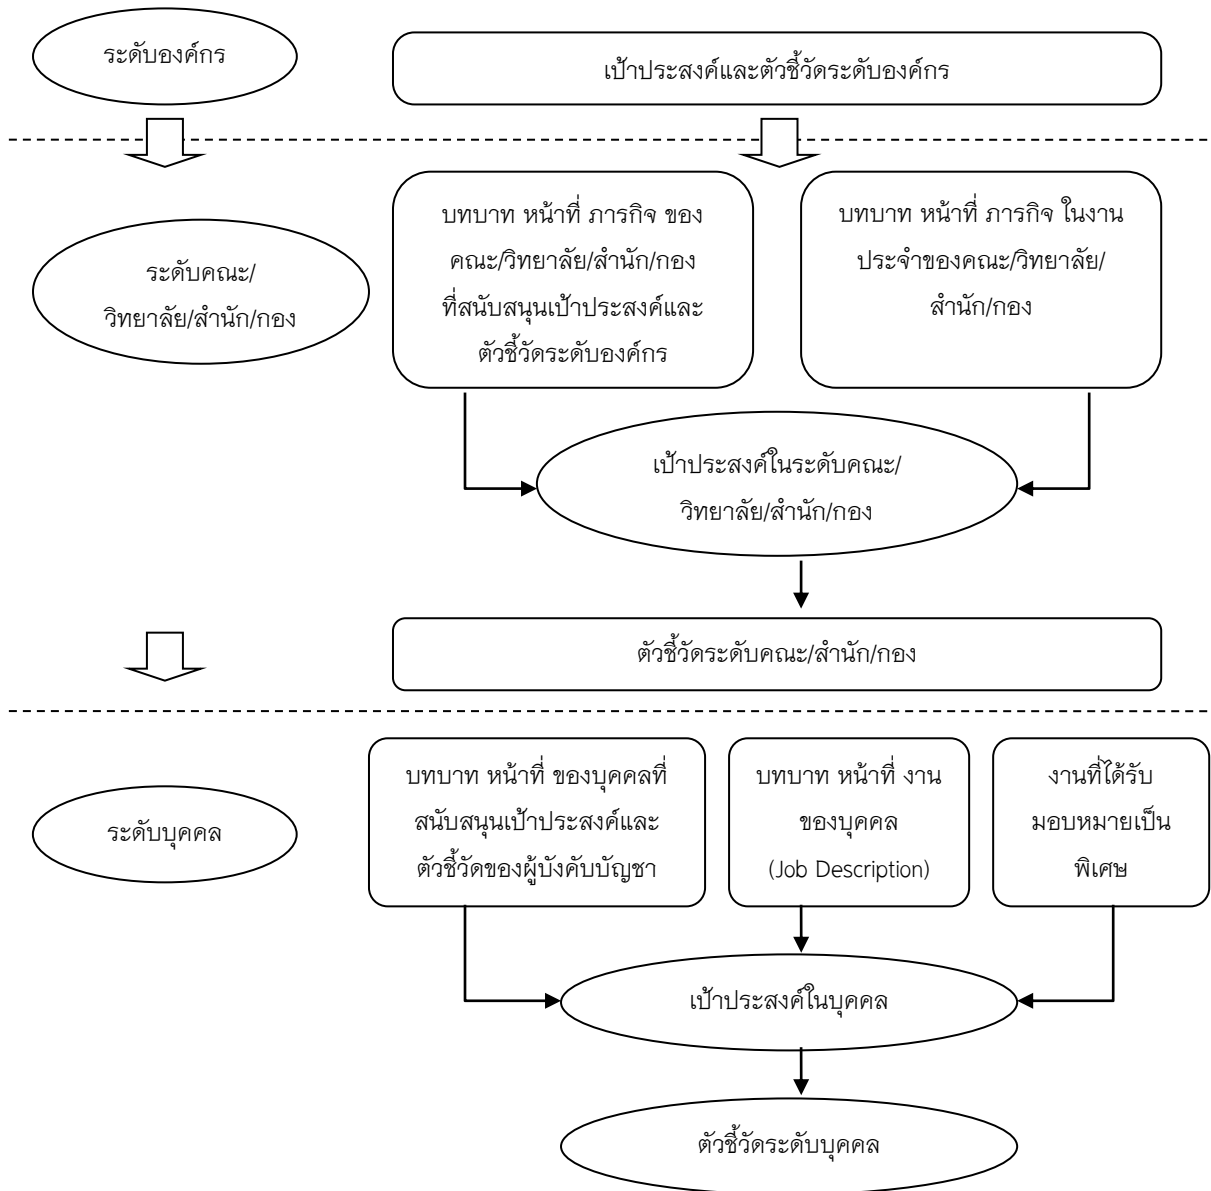 ระดับองค์กร
เป้าประสงค์และตัวชี้วัดระดับองค์กร
ระดับคณะ/
วิทยาลัย/สำนัก/กอง
บทบาท หน้าที่ ภารกิจ ของ
คณะ/วิทยาลัย/สำนัก/กอง
ที่สนับสนุนเป้าประสงค์และ
ตัวชี้วัดระดับองค์กร
บทบาท หน้าที่ ภารกิจ ในงาน
ประจำของคณะ/วิทยาลัย/
สำนัก/กอง
เป้าประสงค์ในระดับคณะ/
วิทยาลัย/สำนัก/กอง
ตัวชี้วัดระดับคณะ/สำนัก/กอง
ระดับบุคคล
บทบาท หน้าที่ ของบุคคลที่
สนับสนุนเป้าประสงค์และ
ตัวชี้วัดของผู้บังคับบัญชา
บทบาท หน้าที่ งาน
ของบุคคล
(Job Description)
งานที่ได้รับ
มอบหมายเป็น
พิเศษ
เป้าประสงค์ในบุคคล
ตัวชี้วัดระดับบุคคล